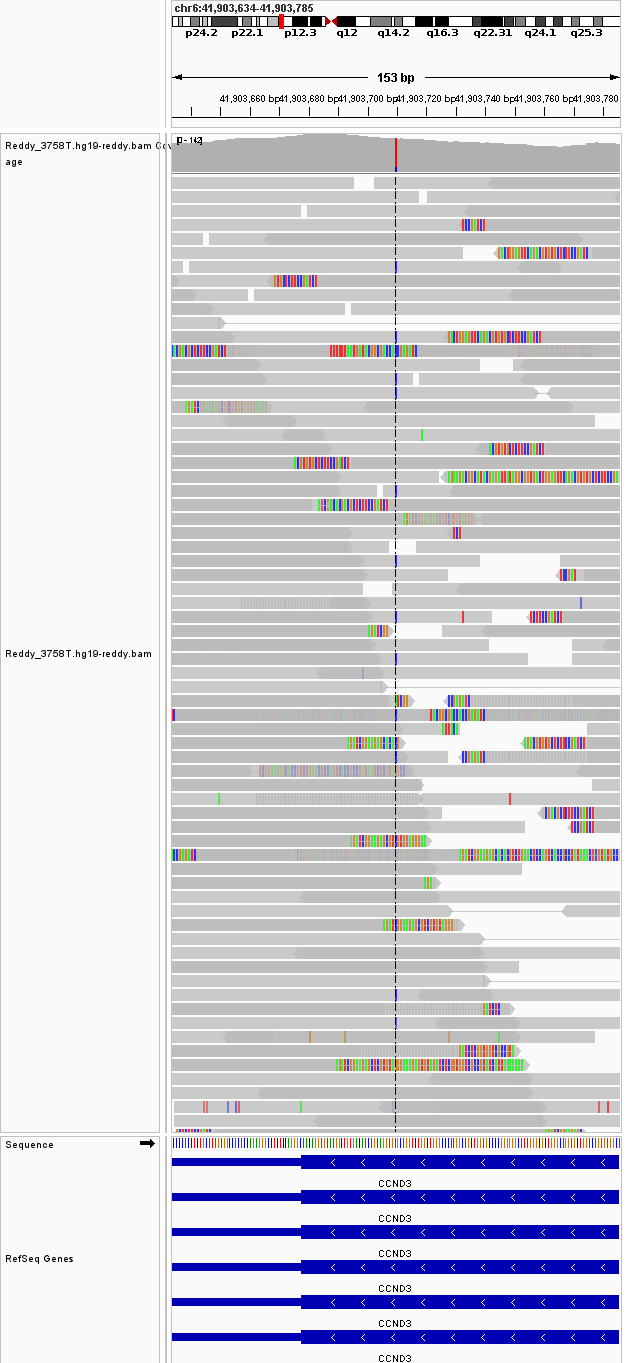 chr6:41,903,634-41,903,785
p24.2 p22.1 p12.3 q12 q14.2 q16.3 q22.31 q24.1 q25.3
153 bp
41,903,660 bp 41,903,680 bp 41,903,700 bp 41,903,720 bp 41,903,740 bp 41,903,760 bp 41,903,780 bp
[0 - 142]
Reddy_3758T.hg19-reddy.bam Cov
age
Reddy_3758T.hg19-reddy.bam
Sequence
CCND3
CCND3
CCND3
RefSeq Genes
CCND3
CCND3
CCND3